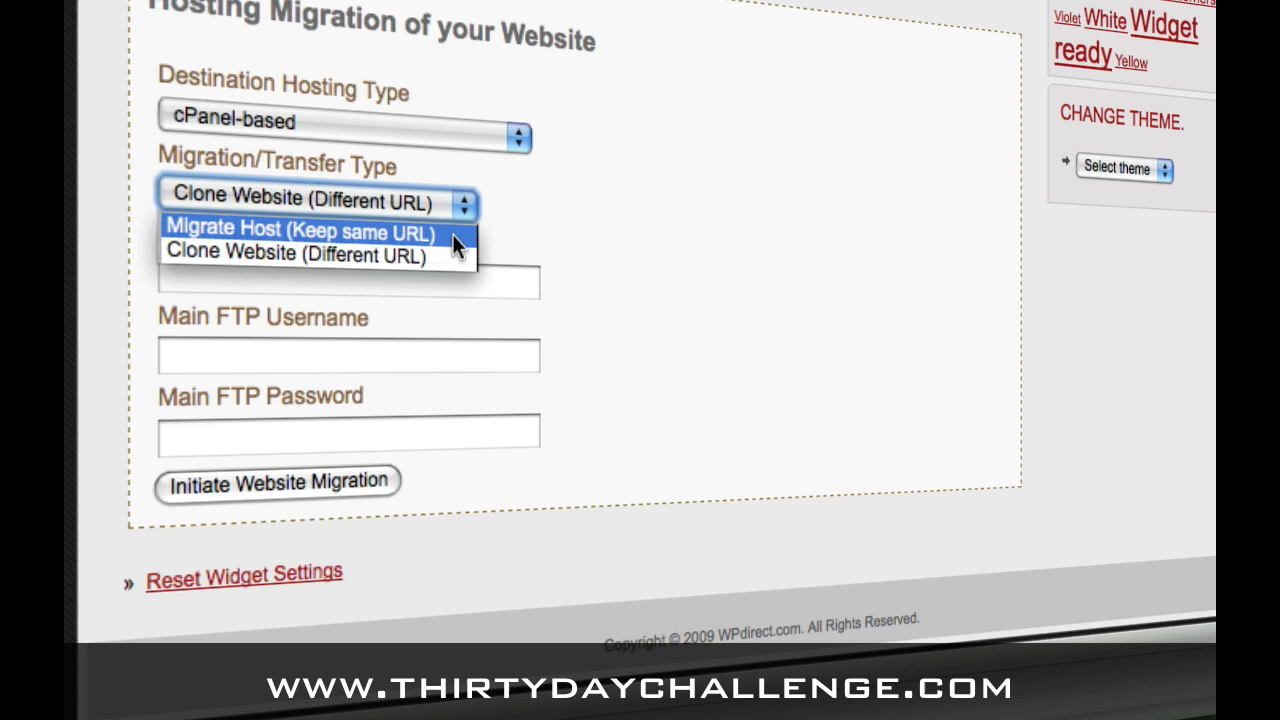 Hosting Migration of your Website
Destination Hosting Type
cPanel-based
Migration/Transfer Type
Clone Website (Different URL)
Migrate Host (Keep same URL)
Clone Website (Different URL)
Main FTP Username
Main FTP Password
Initiate Website Migration
» Reset Widget Settings
Violet White Widget
ready Yellow
CHANGE THEME.
Select theme
Copyright © 2009 WPdirect.com. All Rights Reserved.
WWW.THIRTYDAYCHALLENGE.COM